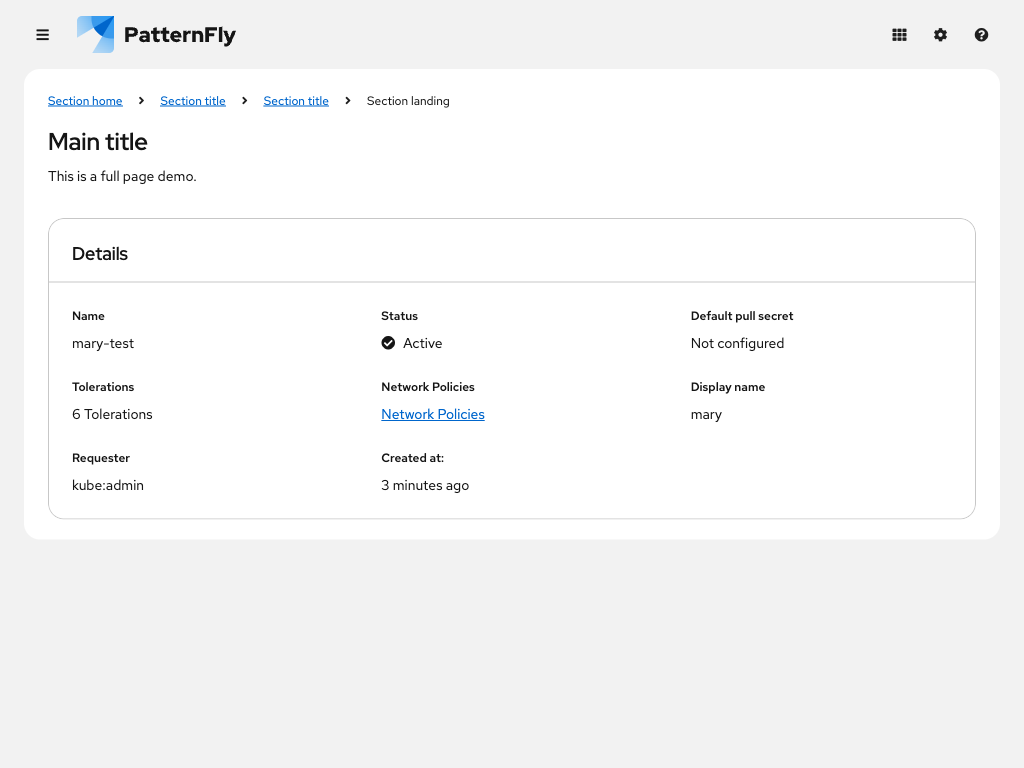 PatternFly
Section home
Section title
Section title
Section landing
Main title
This is a full page demo.
Details
Name
mary-test
Status
Active
Default pull secret
Not configured
Tolerations
6 Tolerations
Network Policies
Network Policies
Display name
mary
Requester
kube:admin
Created at:
3 minutes ago